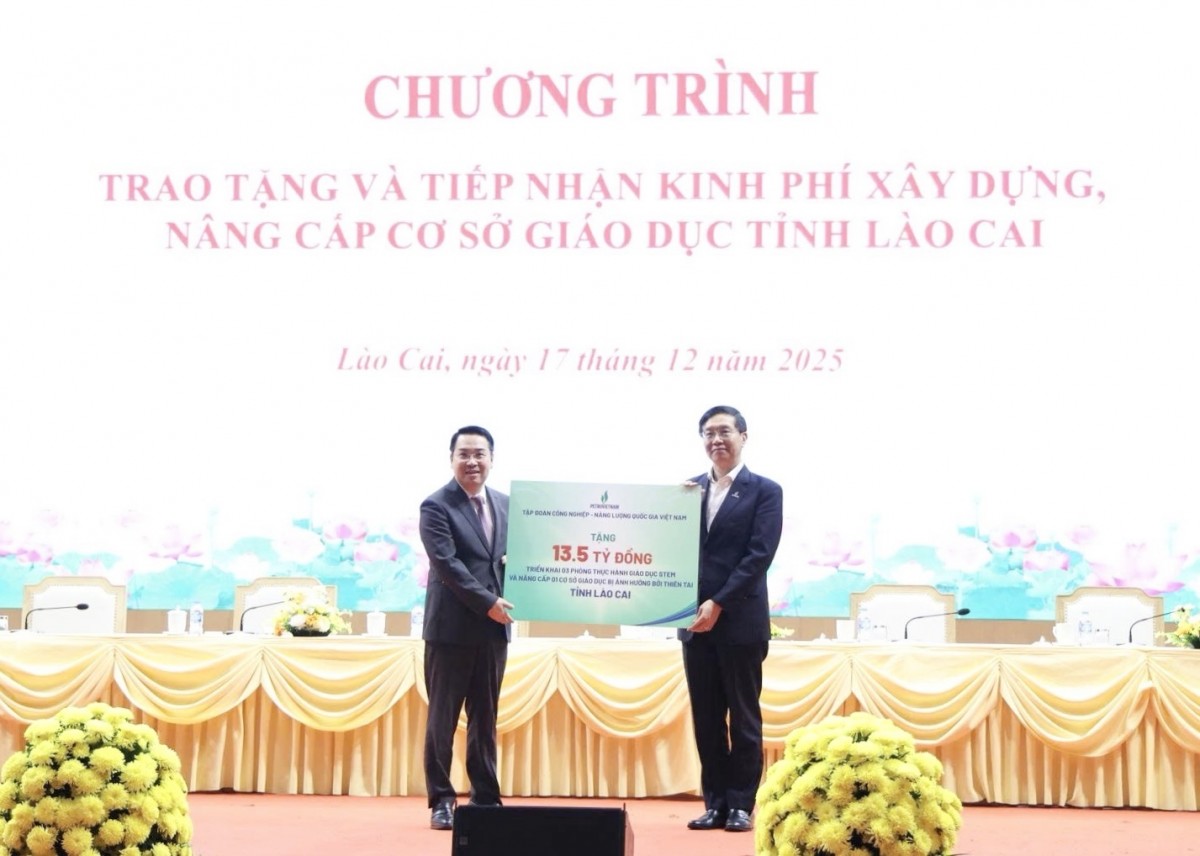 CHƯƠNG TRÌNH
TRAO TẶNG VÀ TIẾP NHẬN KINH PHÍ XÂY DỰNG,
NÂNG CẤP CƠ SỞ GIÁO DỤC TỈNH LÀO CAI
Lào Cai, ngày 17 tháng 12 năm 2025
PETROVIETNAM
TẬP ĐOÀN CÔNG NGHIỆP - NĂNG LƯỢNG QUỐC GIA VIỆT NAM
TẶNG
13.5 TỶ ĐỒNG
TRIỂN KHAI 03 PHÒNG THỰC HÀNH GIÁO DỤC STEM
VÀ NÂNG CẤP 01 CƠ SỞ GIÁO DỤC BỊ ẢNH HƯỞNG BỞI THIÊN TAI
TỈNH LÀO CAI